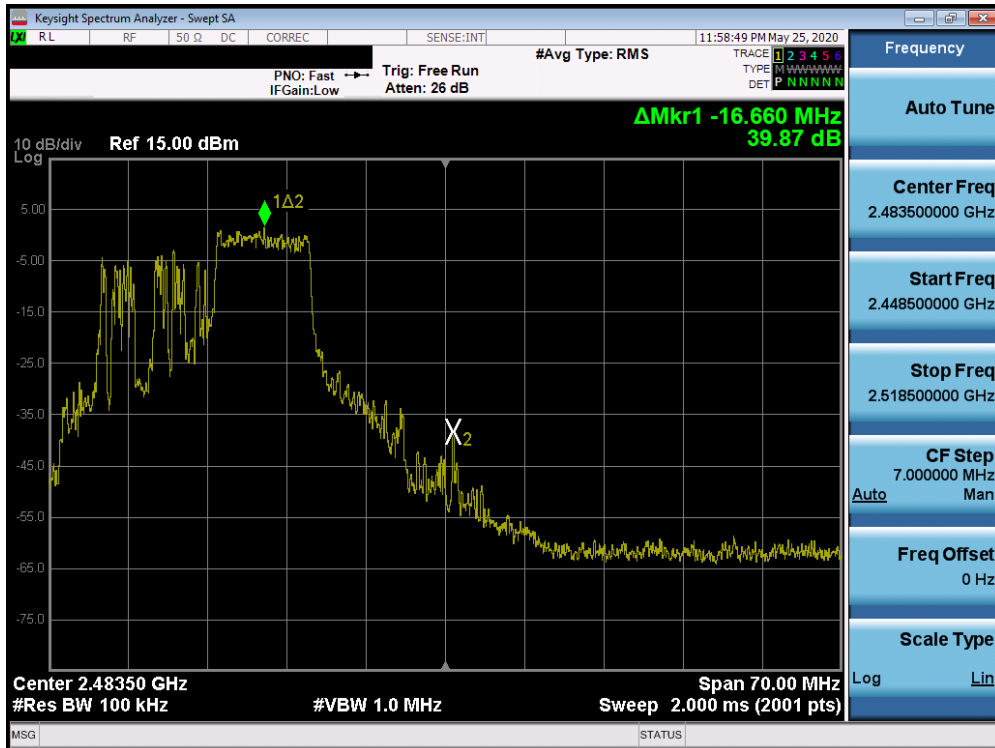 Keysight Spectrum Analyzer - Swept SA
LXI RL RF 50 Ω DC CORREC SENSE:INT 11:58:49 PM May 25, 2020
#Avg Type: RMS TRACE 1 2 3 4 5 6
PNO: Fast Trig: Free Run TYPE M WWWWW
IFGain:Low Atten: 26 dB DET P N N N N N
ΔMkr1 -16.660 MHz
39.87 dB
10 dB/div Ref 15.00 dBm
Log
1Δ2
5.00
-5.00
-15.0
-25.0
-35.0
X2
-45.0
-55.0
-65.0
-75.0
Center 2.48350 GHz Span 70.00 MHz
#Res BW 100 kHz #VBW 1.0 MHz Sweep 2.000 ms (2001 pts)
MSG STATUS
Frequency
Auto Tune
Center Freq
2.483500000 GHz
Start Freq
2.448500000 GHz
Stop Freq
2.518500000 GHz
CF Step
7.000000 MHz
Auto Man
Freq Offset
0 Hz
Scale Type
Log Lin